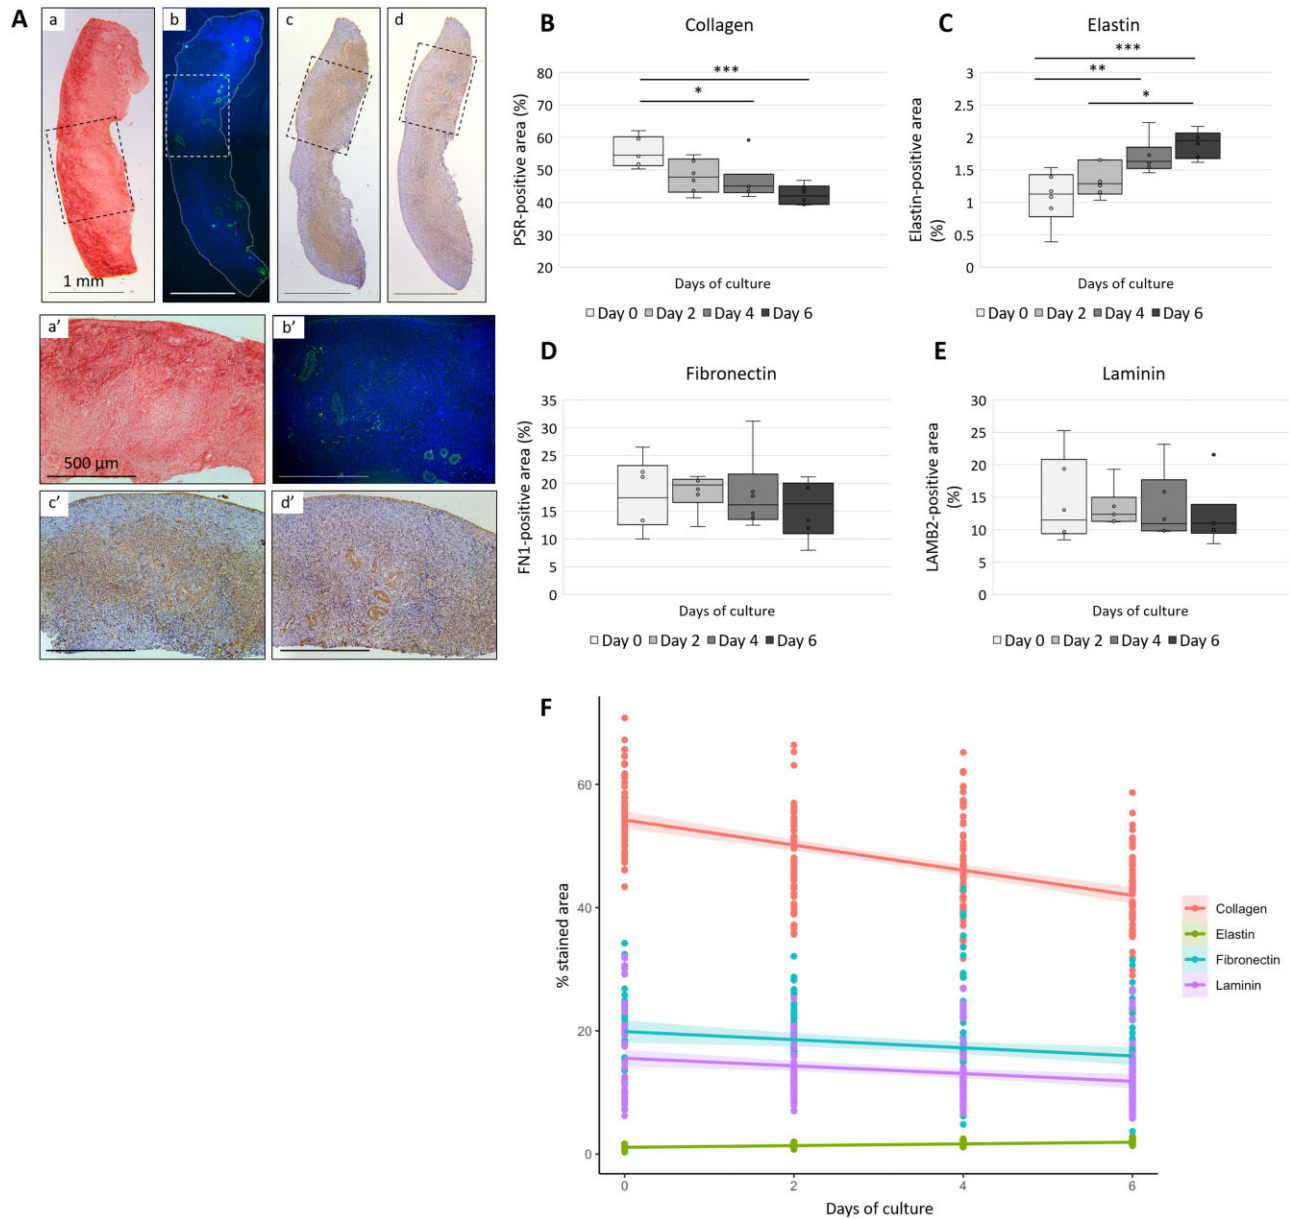 A
a
b
c
d
1 mm
a′
b′
500 µm
c′
d′
B
Collagen
PSR-positive area (%)
80
70
60
50
40
30
20
***
*
Days of culture
Day 0 Day 2 Day 4 Day 6
C
Elastin
Elastin-positive area
(%)
3
2.5
2
1.5
1
0.5
0
***
**
*
Days of culture
Day 0 Day 2 Day 4 Day 6
D
Fibronectin
FN1-positive area (%)
35
30
25
20
15
10
5
0
Days of culture
Day 0 Day 2 Day 4 Day 6
E
Laminin
LAMB2-positive area
(%)
30
25
20
15
10
5
0
Days of culture
Day 0 Day 2 Day 4 Day 6
F
% stained area
60
40
20
0
0 2 4 6
Days of culture
Collagen
Elastin
Fibronectin
Laminin